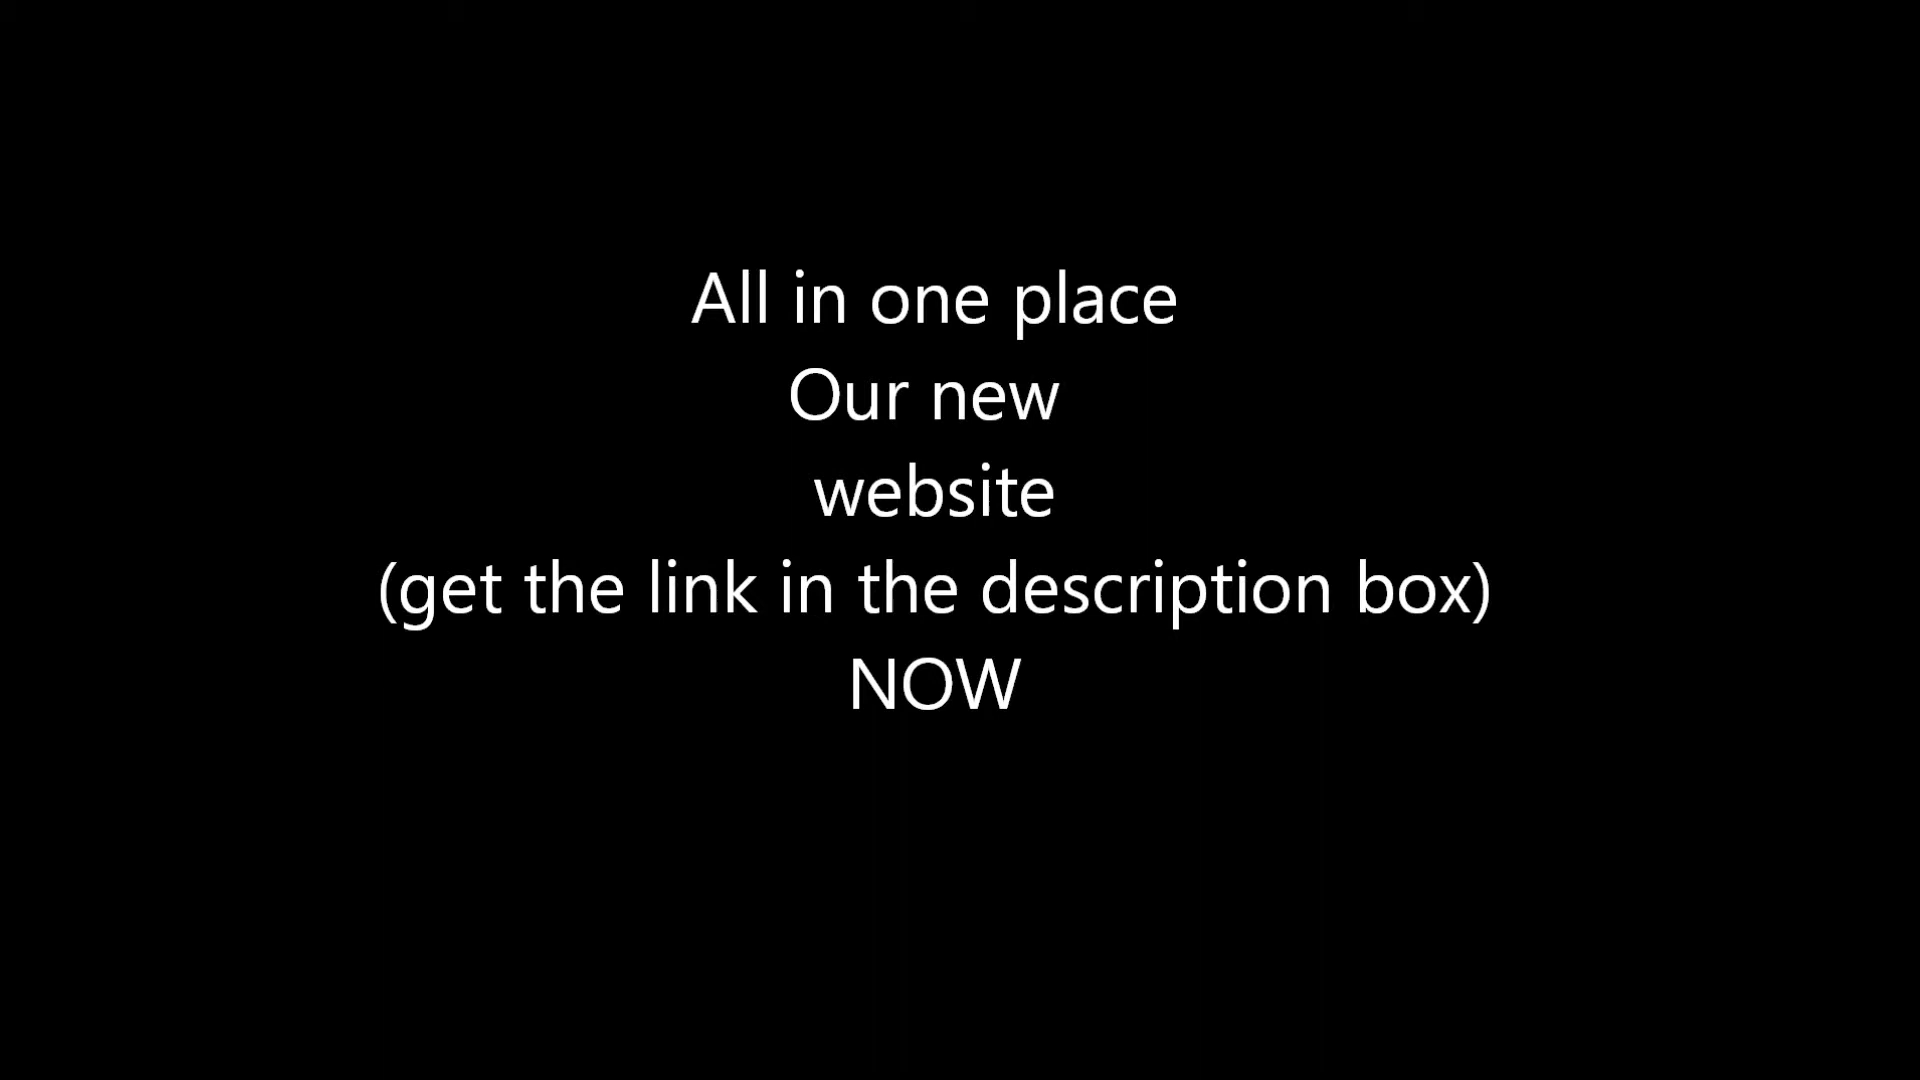 All in one place
Our new
website
(get the link in the description box)
NOW